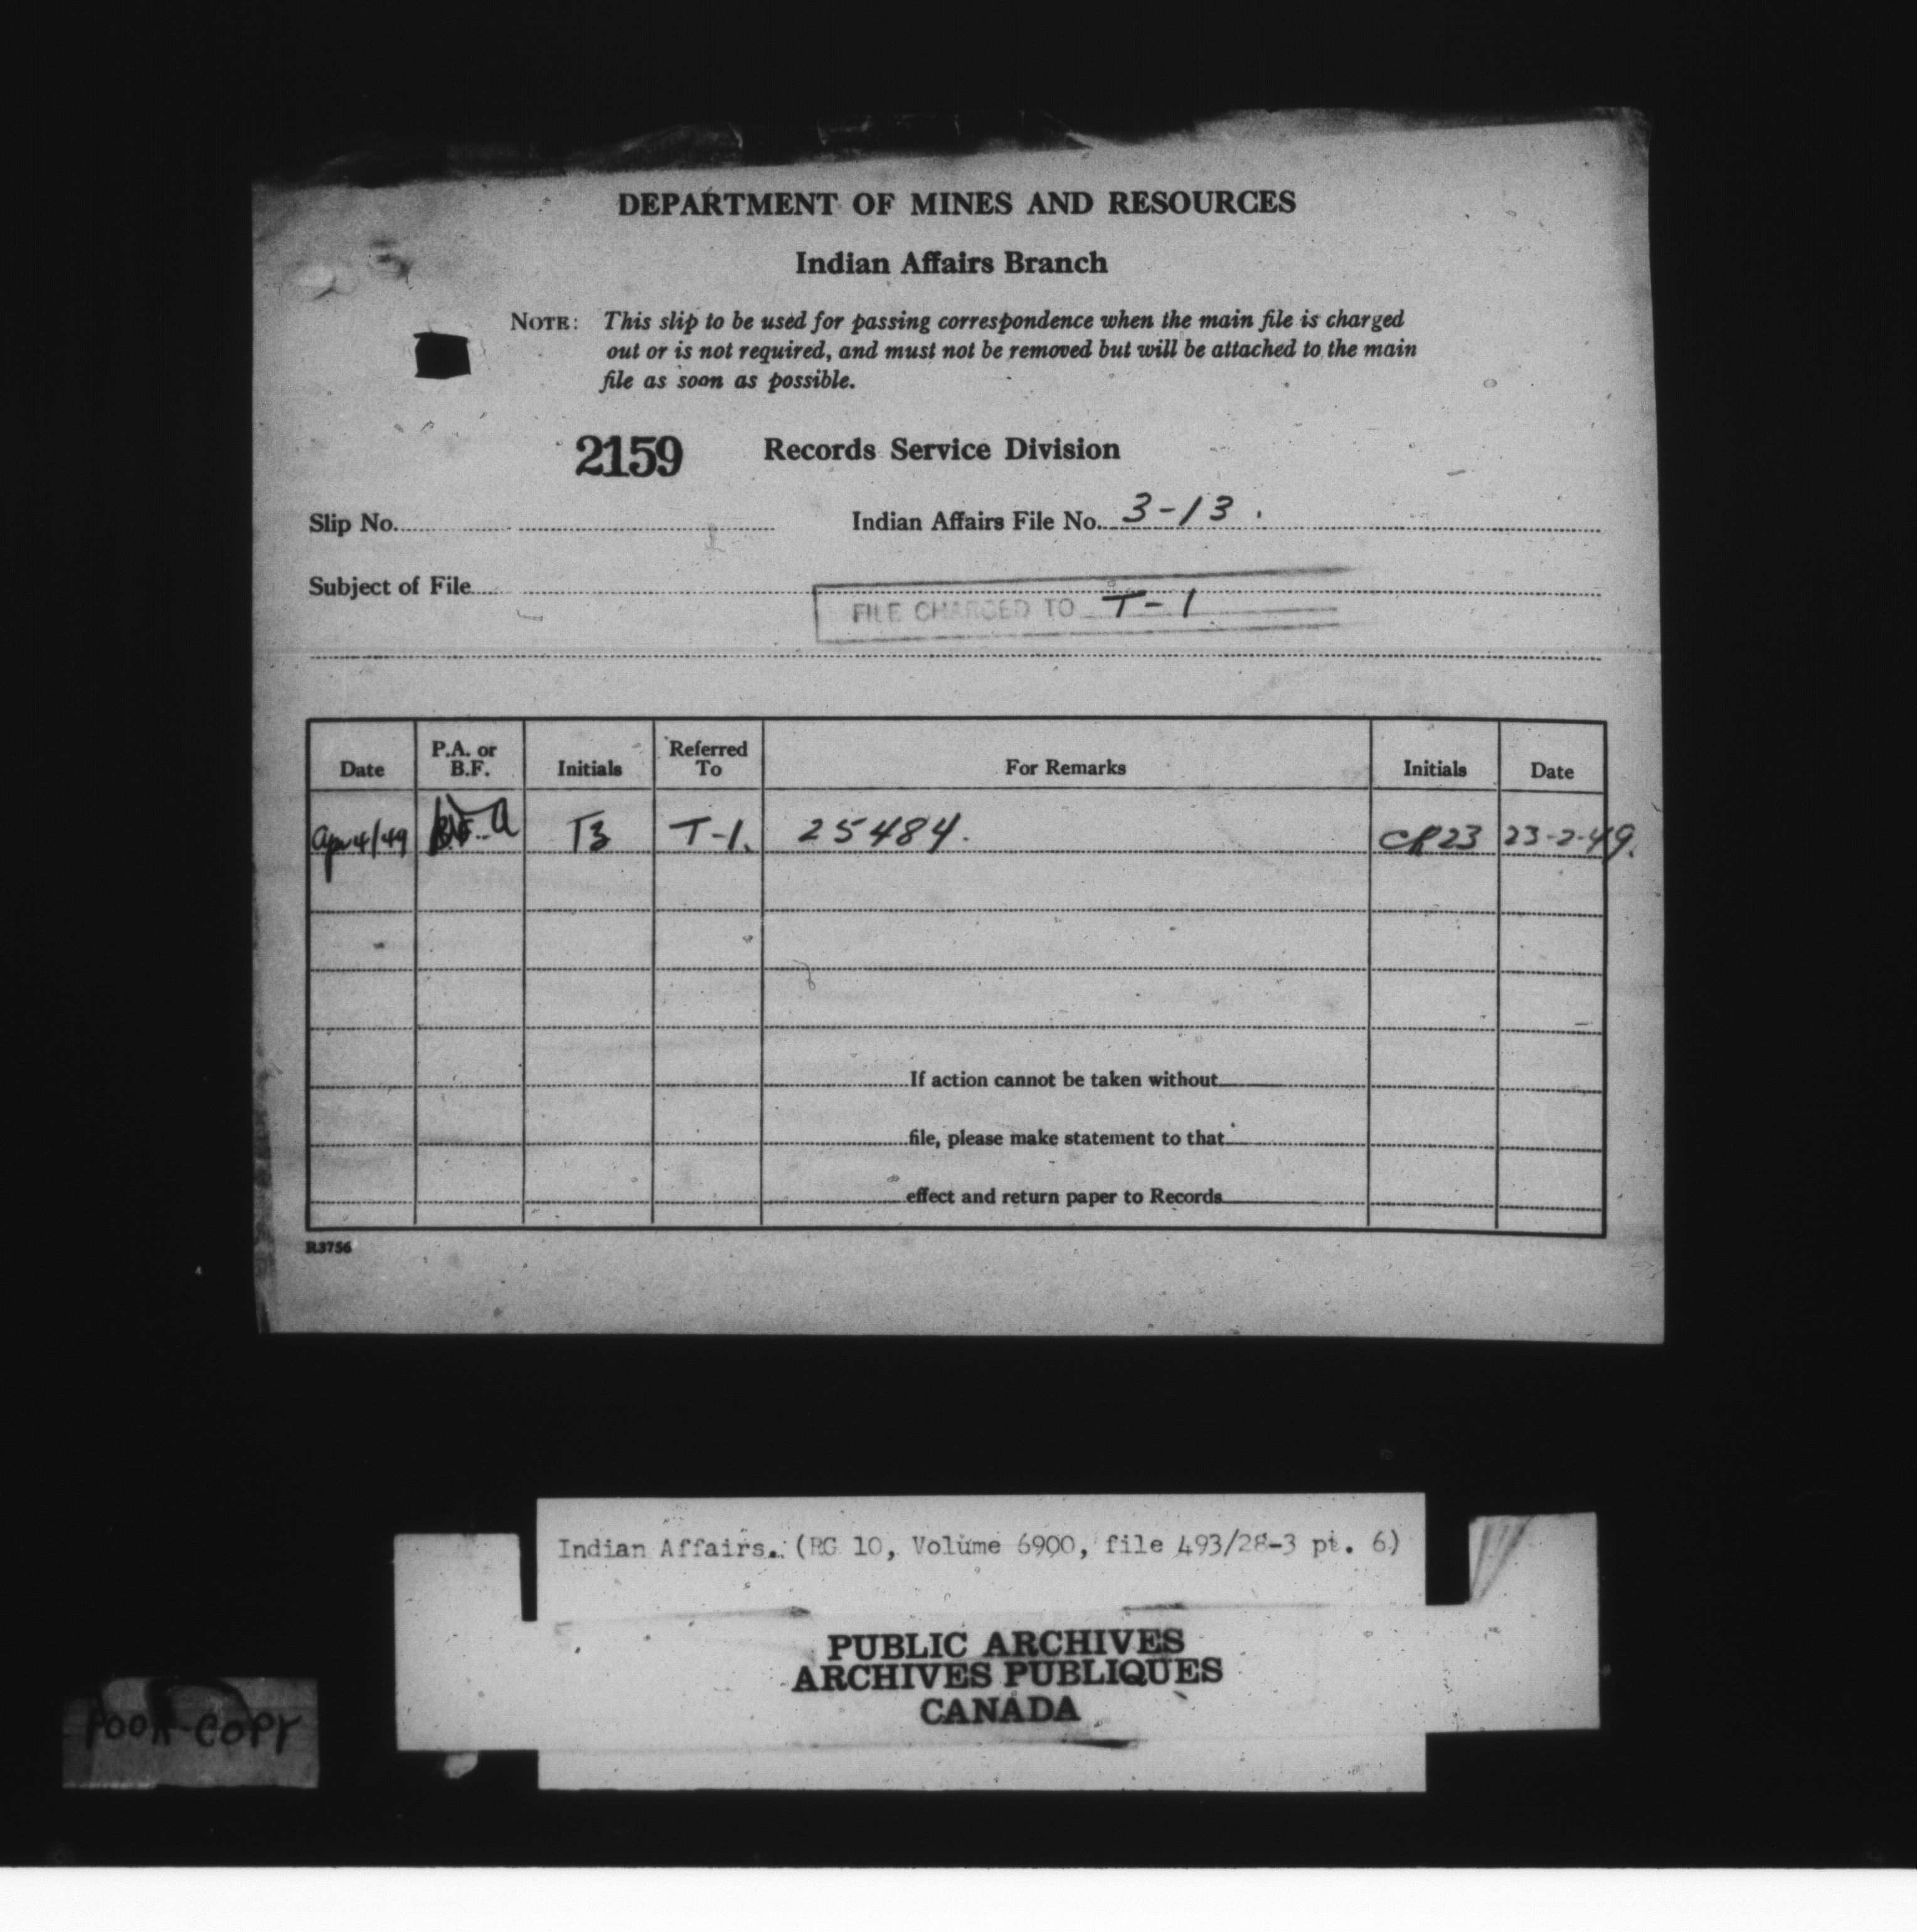 DEPARTMENT OF MINES AND RESOURCES
Indian Affairs Branch
NOTE: This slip to be used for passing correspondence when the main file is charged
out or is not required, and must not be removed but will be attached to the main
file as soon as possible.
2159 Records Service Division
Slip No. Indian Affairs File No. 3-13.
Subject of File
FILE CHARGED TO T-1
Date P.A. or B.F. Initials Referred To For Remarks Initials Date
Apr 4/49 T3 T-1. 25484. CR23 23-2-49.
If action cannot be taken without
file, please make statement to that
effect and return paper to Records
R3756
Indian Affairs. (RG 10, Volume 6900, file 493/28-3 pt. 6)
PUBLIC ARCHIVES
ARCHIVES PUBLIQUES
CANADA
POOR COPY